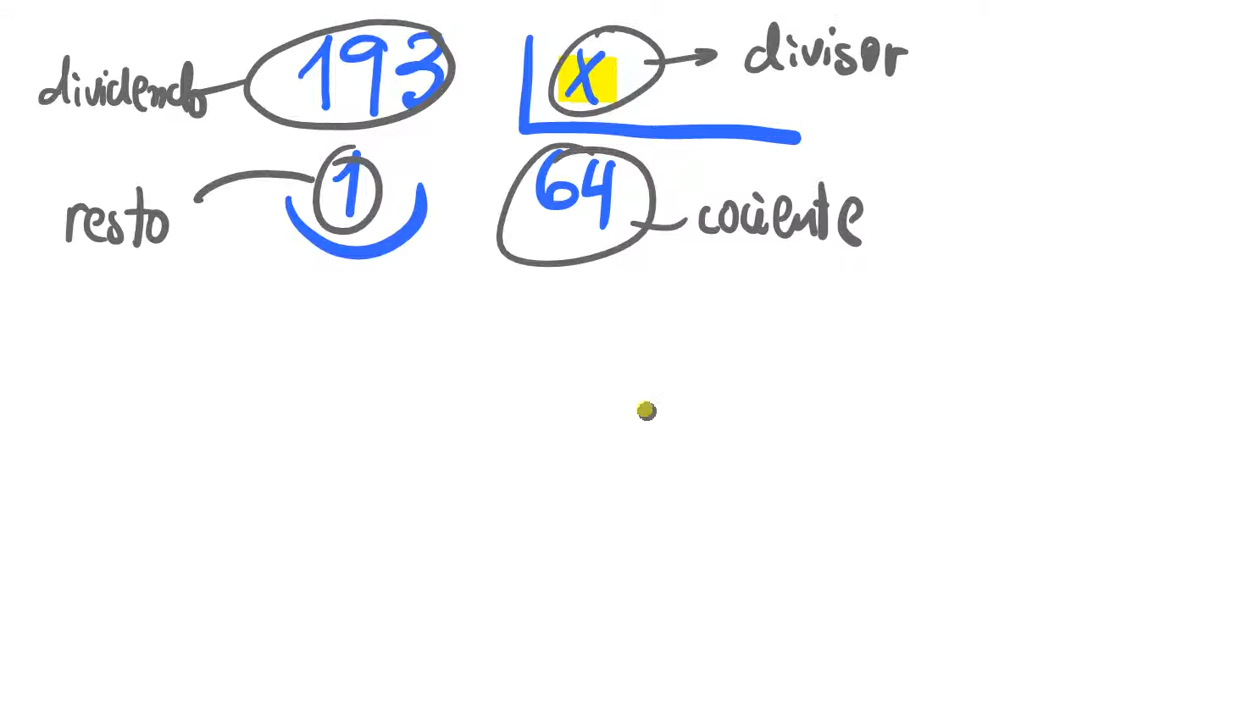 dividendo 193 x divisor
resto 1 64 cociente